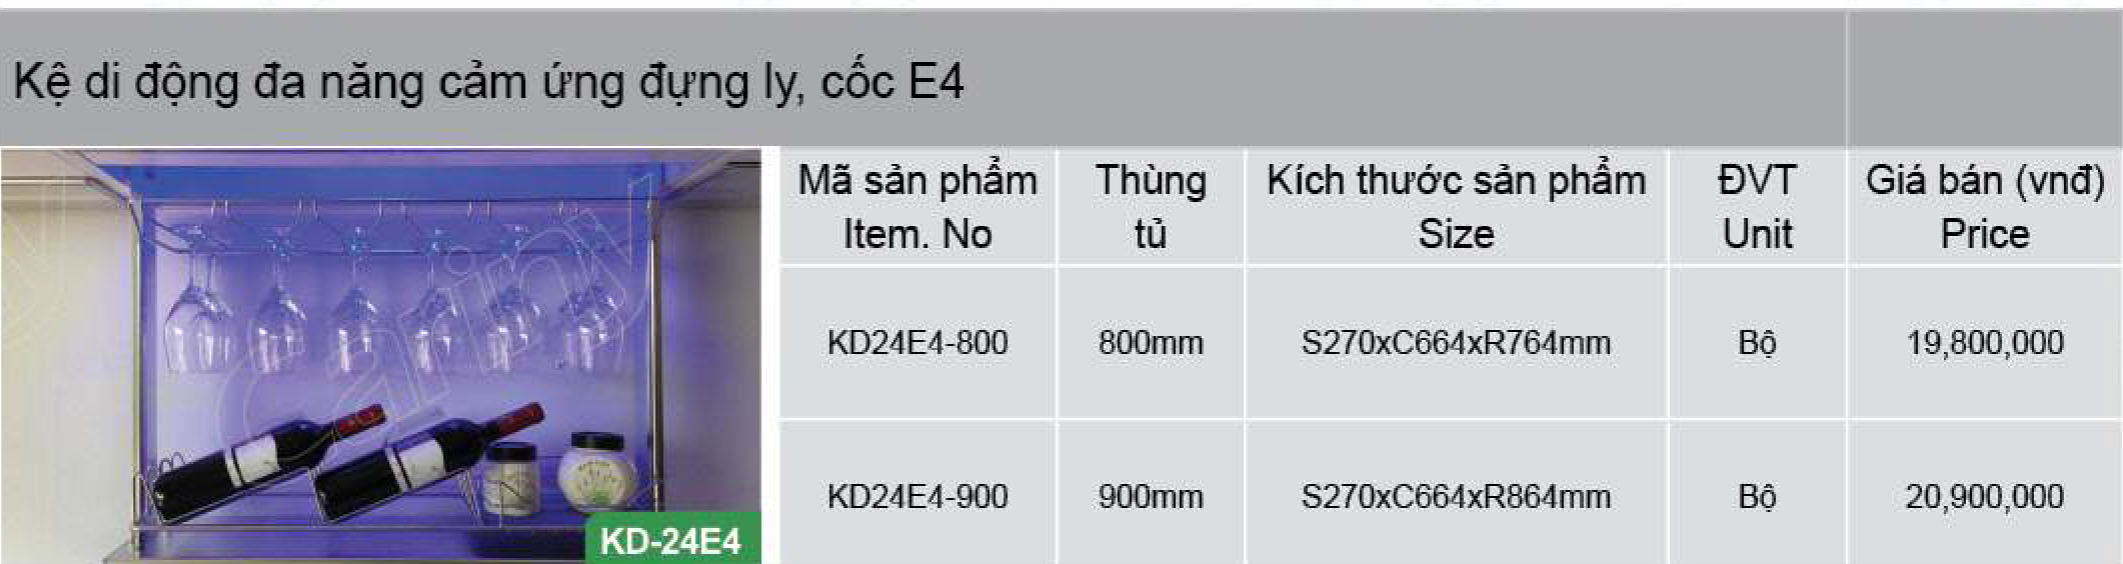 Kệ di động đa năng cảm ứng đựng ly, cốc E4
Mã sản phẩm Thùng Kích thước sản phẩm ĐVT Giá bán (vnđ)
Item. No tủ Size Unit Price
KD24E4-800 800mm S270xC664xR764mm Bộ 19,800,000
KD24E4-900 900mm S270xC664xR864mm Bộ 20,900,000
cariny
KD-24E4